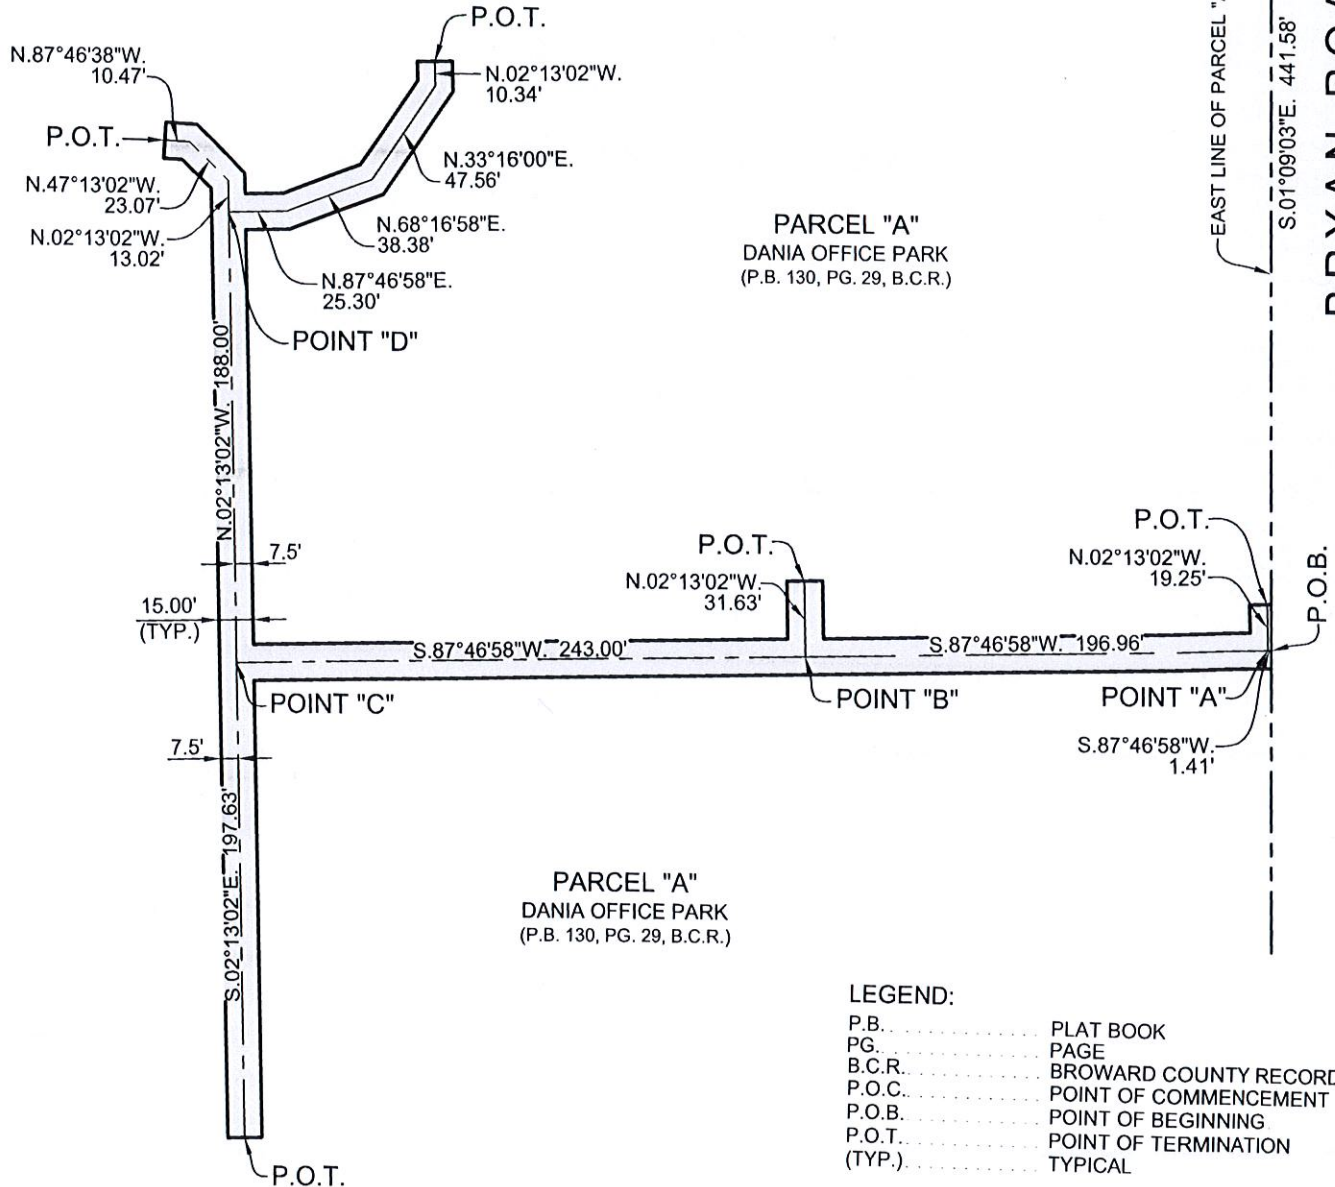 P.O.T.
N.87°46'38"W.
10.47'
N.02°13'02"W.
10.34'
P.O.T.
N.33°16'00"E.
47.56'
N.47°13'02"W.
23.07'
N.68°16'58"E.
38.38'
N.02°13'02"W.
13.02'
N.87°46'58"E.
25.30'
POINT "D"
PARCEL "A"
DANIA OFFICE PARK
(P.B. 130, PG. 29, B.C.R.)
EAST LINE OF PARCEL
S.01°09'03"E. 441.58'
BRYAN
N.02°13'02"W. 188.00'
7.5'
15.00'
(TYP.)
P.O.T.
N.02°13'02"W.
31.63'
P.O.T.
N.02°13'02"W.
19.25'
P.O.B.
S.87°46'58"W. 243.00'
S.87°46'58"W. 196.96'
POINT "C"
POINT "B"
POINT "A"
S.87°46'58"W.
1.41'
7.5'
S.02°13'02"E. 197.63'
PARCEL "A"
DANIA OFFICE PARK
(P.B. 130, PG. 29, B.C.R.)
P.O.T.
LEGEND:
P.B. . . . . . . . . . . . . . . PLAT BOOK
PG. . . . . . . . . . . . . . . PAGE
B.C.R. . . . . . . . . . . . . . BROWARD COUNTY RECORD
P.O.C. . . . . . . . . . . . . . POINT OF COMMENCEMENT
P.O.B. . . . . . . . . . . . . . POINT OF BEGINNING
P.O.T. . . . . . . . . . . . . . POINT OF TERMINATION
(TYP.) . . . . . . . . . . . . . TYPICAL